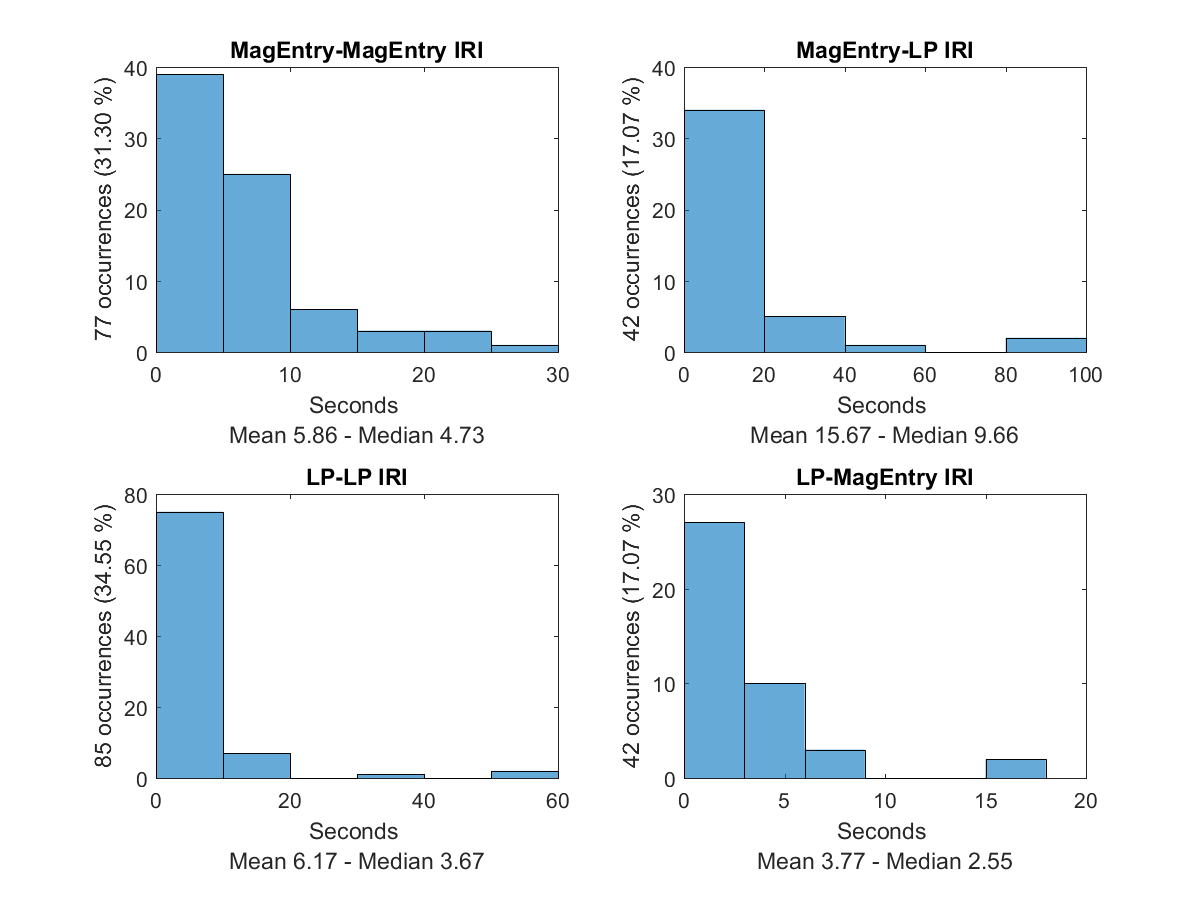 MagEntry-MagEntry IRI
77 occurrences (31.30 %)
40
30
20
10
0
0 10 20 30
Seconds
Mean 5.86 - Median 4.73
MagEntry-LP IRI
42 occurrences (17.07 %)
40
30
20
10
0
0 20 40 60 80 100
Seconds
Mean 15.67 - Median 9.66
LP-LP IRI
85 occurrences (34.55 %)
80
60
40
20
0
0 20 40 60
Seconds
Mean 6.17 - Median 3.67
LP-MagEntry IRI
42 occurrences (17.07 %)
30
20
10
0
0 5 10 15 20
Seconds
Mean 3.77 - Median 2.55